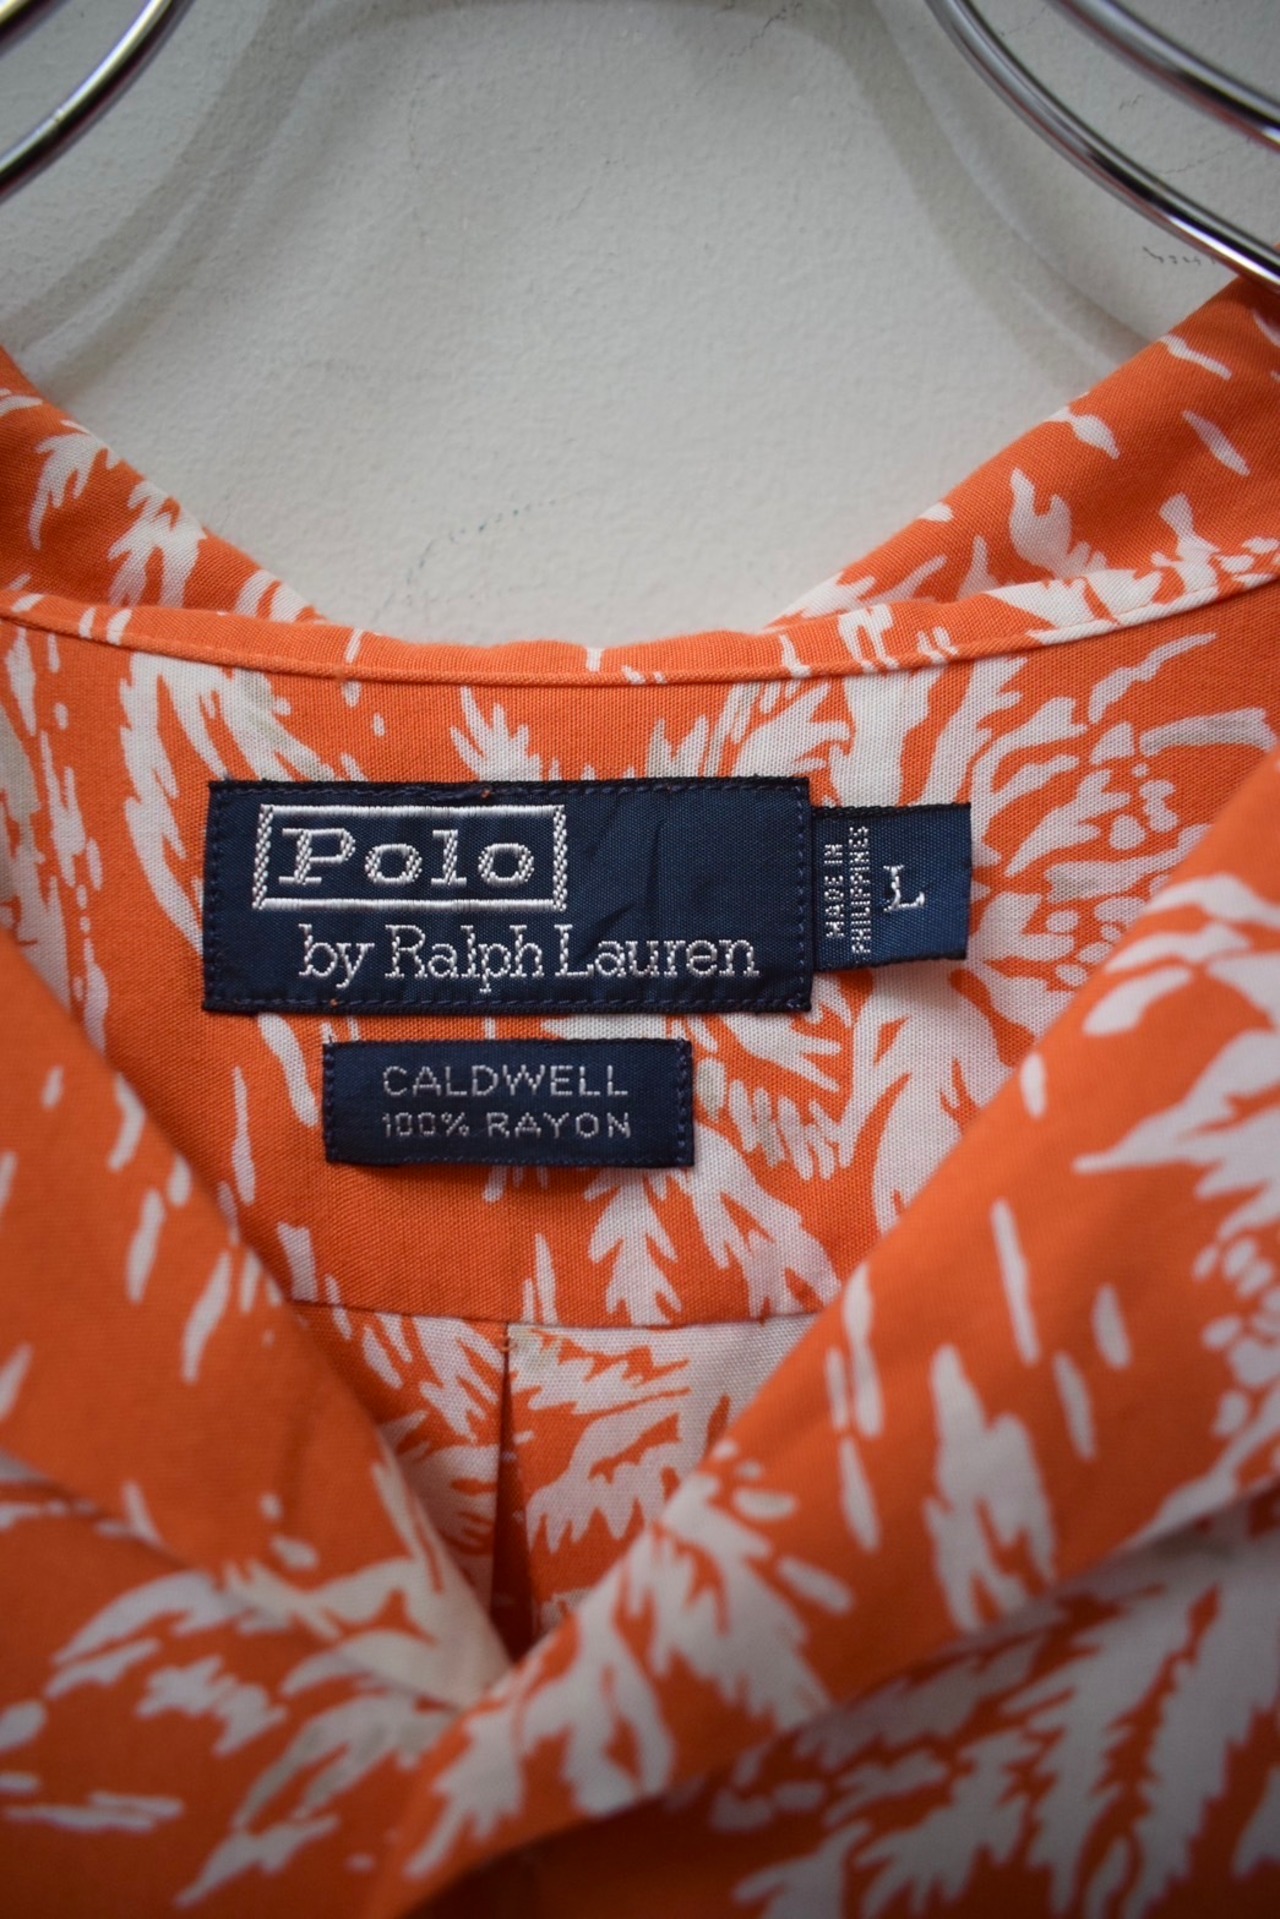 Polo
by Ralph Lauren
MADE IN
PHILIPPINES
L
CALDWELL
100% RAYON